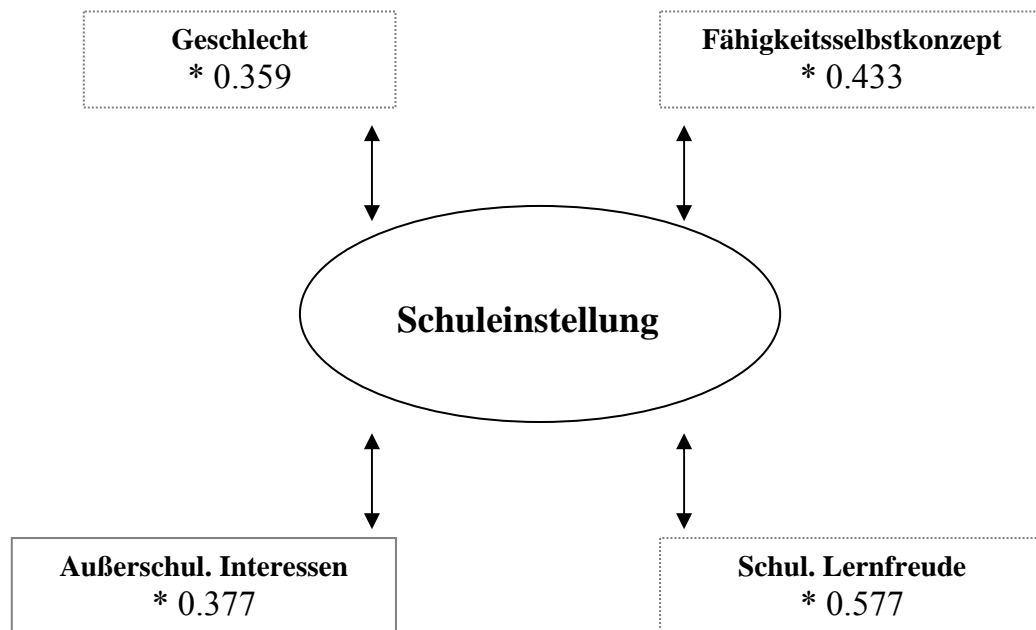 Geschlecht
* 0.359
Fähigkeitsselbstkonzept
* 0.433
Schuleinstellung
Außerschul. Interessen
* 0.377
Schul. Lernfreude
* 0.577